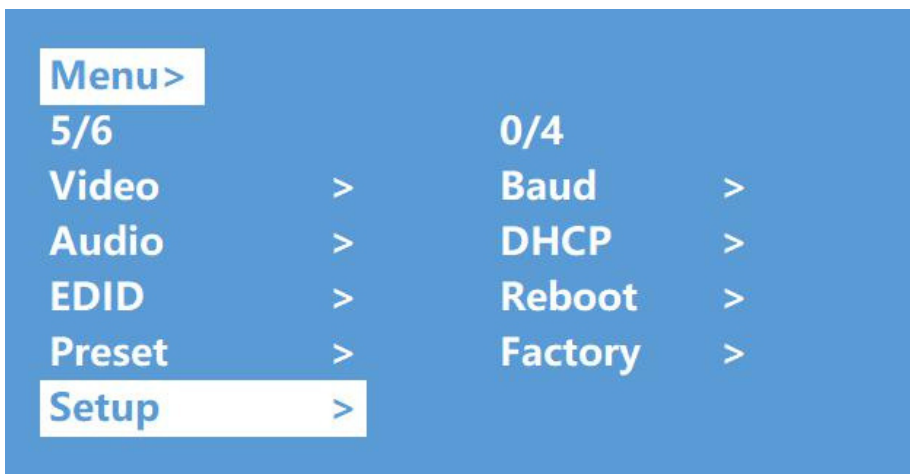 Menu>
5/6 0/4
Video > Baud >
Audio > DHCP >
EDID > Reboot >
Preset > Factory >
Setup >